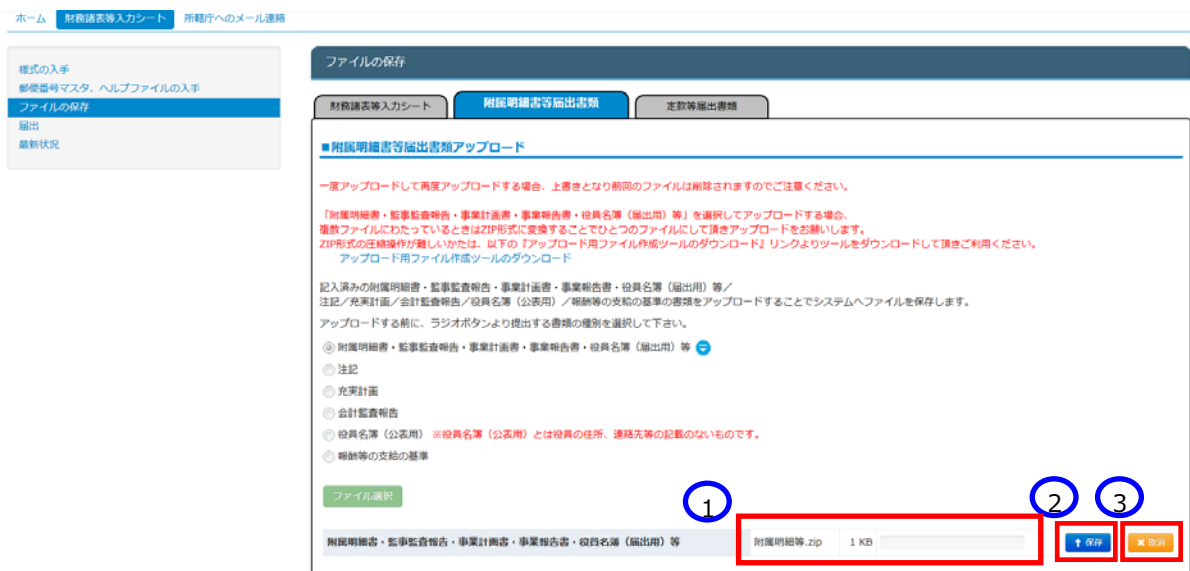 ホーム 財務諸表等入力シート 所轄庁へのメール連絡
様式の入手
郵便番号マスタ、ヘルプファイルの入手
ファイルの保存
届出
最新状況
ファイルの保存
財務諸表等入力シート 附属明細書等届出書類 定款等届出書類
■附属明細書等届出書類アップロード
一度アップロードして再度アップロードする場合、上書きとなり前回のファイルは削除されますのでご注意ください。
「附属明細書・監事監査報告・事業計画書・事業報告書・役員名簿（届出用）等」を選択してアップロードする場合、
複数ファイルにわたっているときはZIP形式に変換することでひとつのファイルにして頂きアップロードをお願いします。
ZIP形式の圧縮操作が難しいかたは、以下の『アップロード用ファイル作成ツールのダウンロード』リンクよりツールをダウンロードして頂きご利用ください。
アップロード用ファイル作成ツールのダウンロード
記入済みの附属明細書・監事監査報告・事業計画書・事業報告書・役員名簿（届出用）等／
注記／充実計画／会計監査報告／役員名簿（公表用）／報酬等の支給の基準の書類をアップロードすることでシステムへファイルを保存します。
アップロードする前に、ラジオボタンより提出する書類の種別を選択して下さい。
附属明細書・監事監査報告・事業計画書・事業報告書・役員名簿（届出用）等
注記
充実計画
会計監査報告
役員名簿（公表用） ※役員名簿（公表用）とは役員の住所、連絡先等の記載のないものです。
報酬等の支給の基準
ファイル選択
1 2 3
附属明細書・監事監査報告・事業計画書・事業報告書・役員名簿（届出用）等 附属明細等.zip 1 KB 保存 取消